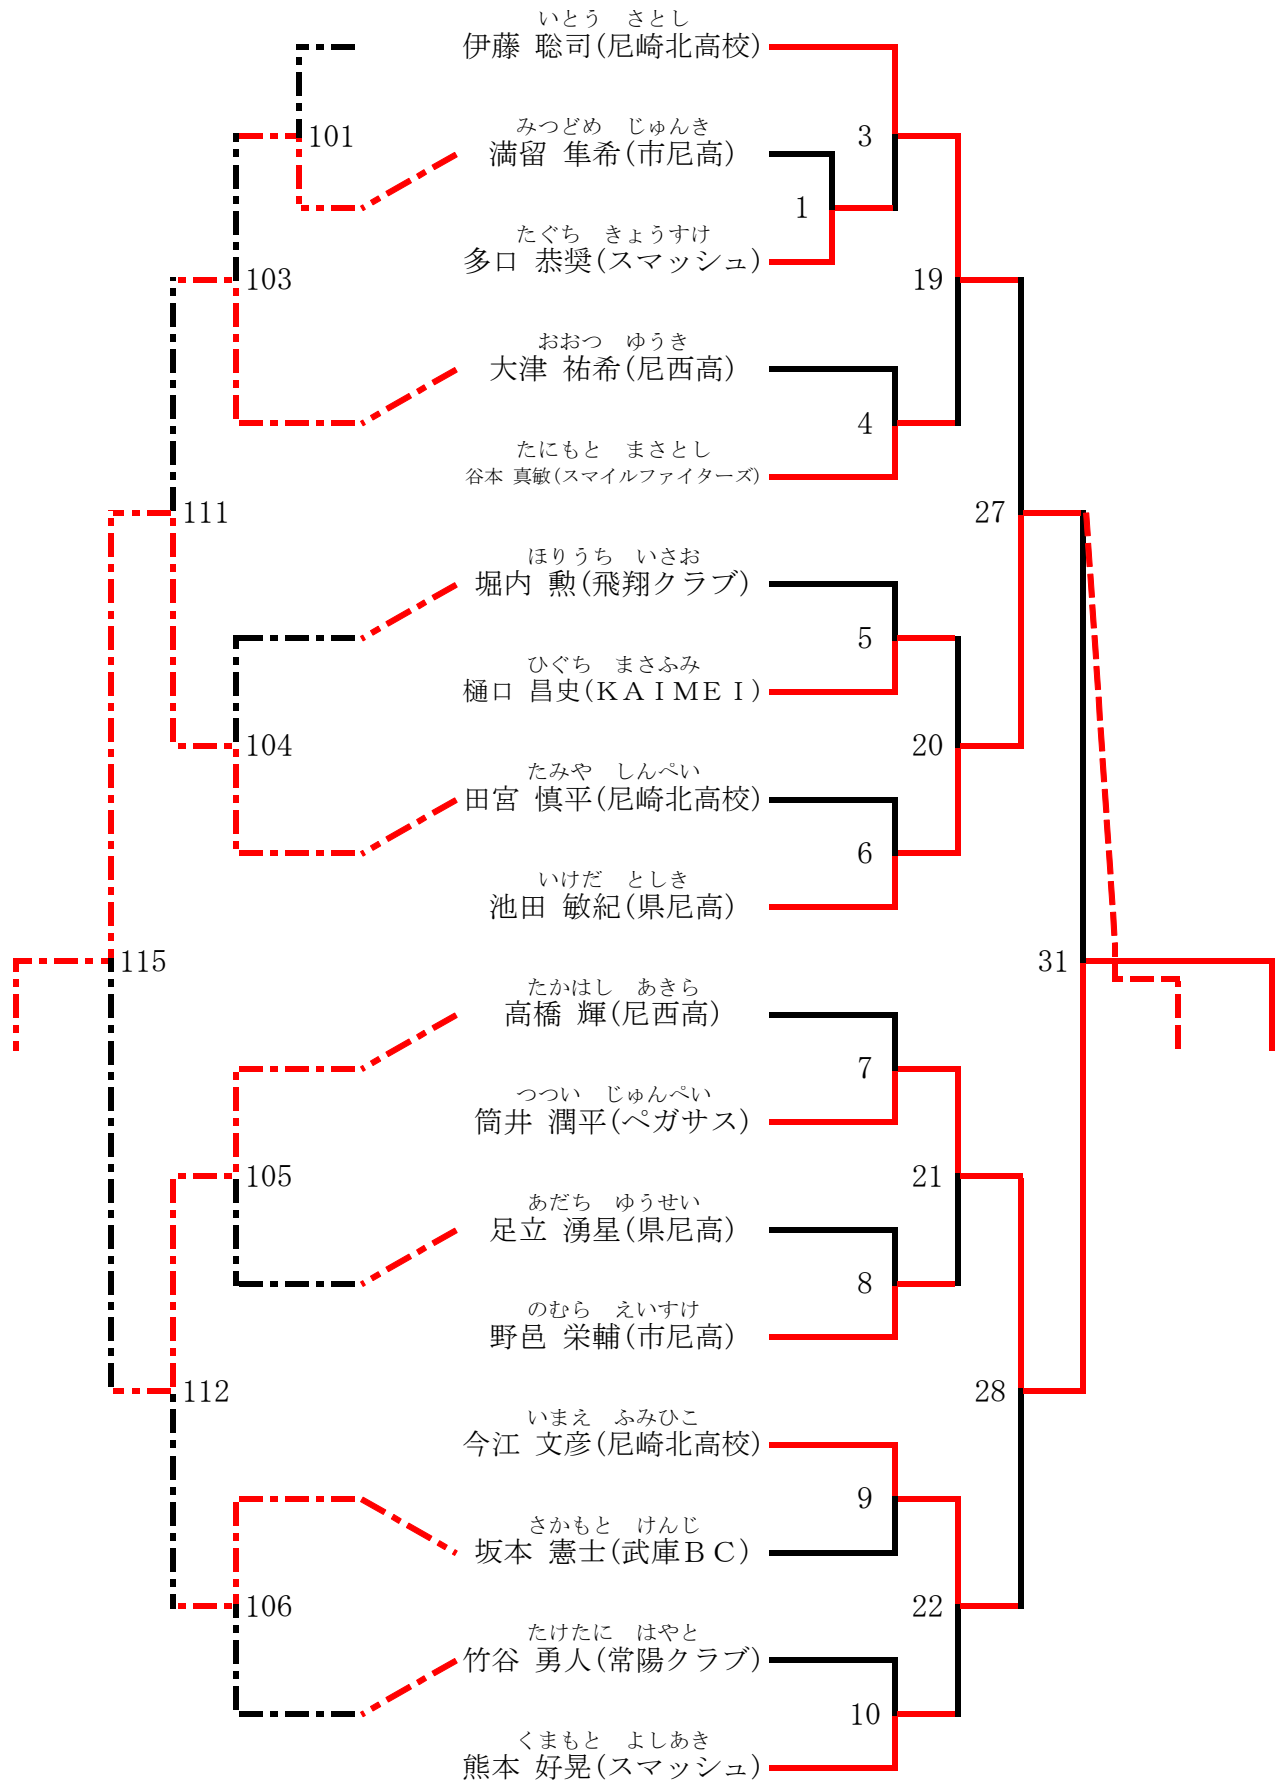 いとう　さとし
伊藤 聡司(尼崎北高校)
101
みつどめ　じゅんき
満留 隼希(市尼高)
3
1
たぐち　きょうすけ
多口 恭奨(スマッシュ)
103
19
おおつ　ゆうき
大津 祐希(尼西高)
4
たにもと　まさとし
谷本 真敏(スマイルファイターズ)
111
27
ほりうち　いさお
堀内 勲(飛翔クラブ)
5
ひぐち　まさふみ
樋口 昌史(ＫＡＩＭＥＩ)
104
20
たみや　しんぺい
田宮 慎平(尼崎北高校)
6
いけだ　としき
池田 敏紀(県尼高)
115
31
たかはし　あきら
高橋 輝(尼西高)
7
つつい　じゅんぺい
筒井 潤平(ペガサス)
105
21
あだち　ゆうせい
足立 湧星(県尼高)
8
のむら　えいすけ
野邑 栄輔(市尼高)
112
28
いまえ　ふみひこ
今江 文彦(尼崎北高校)
9
さかもと　けんじ
坂本 憲士(武庫ＢＣ)
106
22
たけたに　はやと
竹谷 勇人(常陽クラブ)
10
くまもと　よしあき
熊本 好晃(スマッシュ)